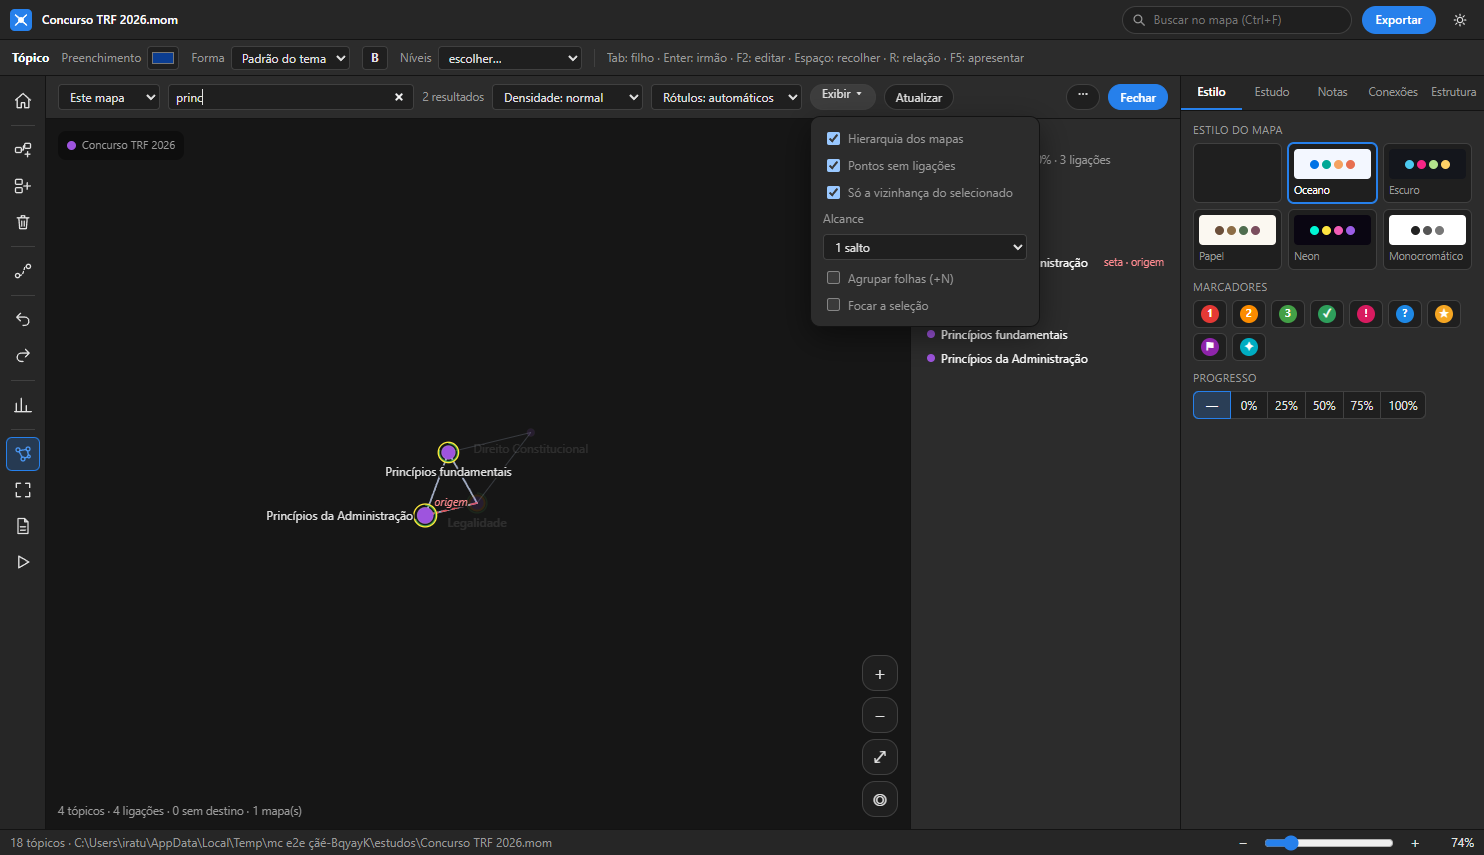 Concurso TRF 2026.mom
Buscar no mapa (Ctrl+F)
Exportar
Tópico
Preenchimento
Forma
Padrão do tema
B
Níveis
escolher...
Tab: filho · Enter: irmão · F2: editar · Espaço: recolher · R: relação · F5: apresentar
Este mapa
princ
2 resultados
Densidade: normal
Rótulos: automáticos
Exibir
Atualizar
...
Fechar
Estilo
Estudo
Notas
Conexões
Estrutura
Concurso TRF 2026
Hierarquia dos mapas
Pontos sem ligações
Só a vizinhança do selecionado
Alcance
1 salto
Agrupar folhas (+N)
Focar a seleção
% · 3 ligações
nistração
seta · origem
Princípios fundamentais
Princípios da Administração
ESTILO DO MAPA
Oceano
Escuro
Papel
Neon
Monocromático
MARCADORES
1
2
3
✓
!
?
★
PROGRESSO
—
0%
25%
50%
75%
100%
Direito Constitucional
Princípios fundamentais
origem
Princípios da Administração
Legalidade
+
−
4 tópicos · 4 ligações · 0 sem destino · 1 mapa(s)
18 tópicos · C:\Users\iratu\AppData\Local\Temp\mc e2e çãé-BqyayK\estudos\Concurso TRF 2026.mom
−
+
74%